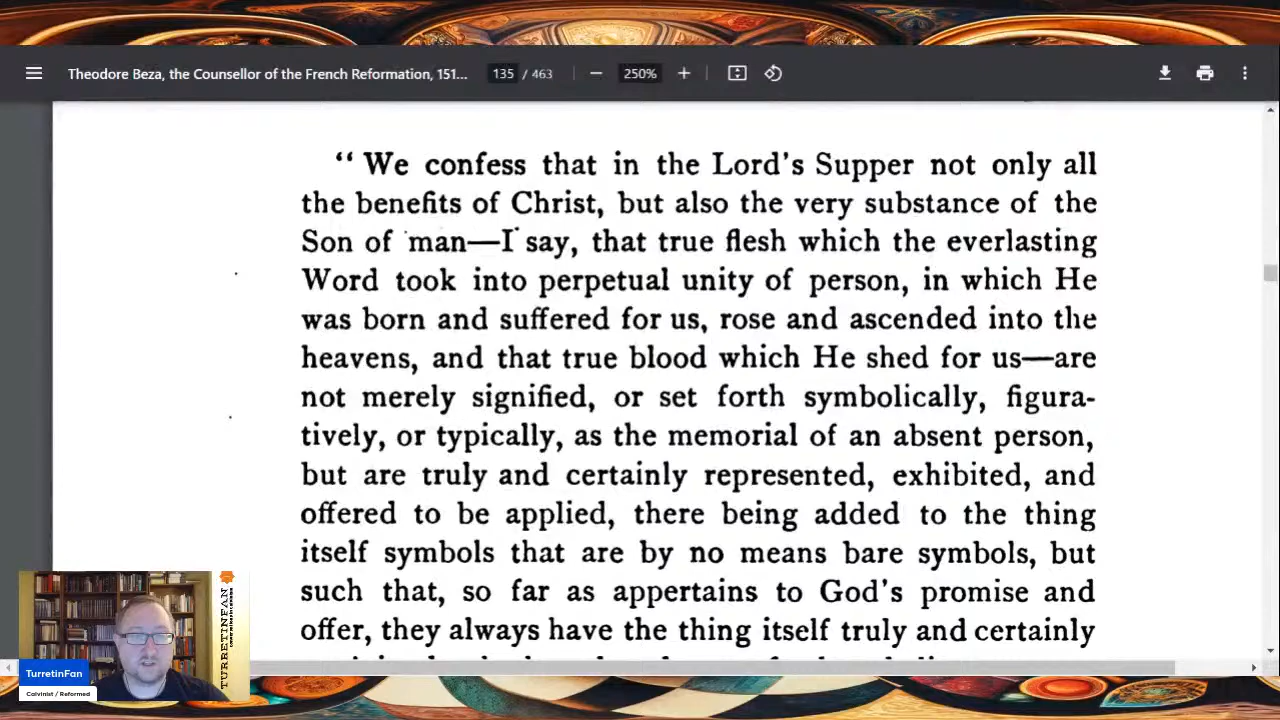 Theodore Beza, the Counsellor of the French Reformation, 151...
135 / 463
250%
“ We confess that in the Lord's Supper not only all
the benefits of Christ, but also the very substance of the
Son of man—I say, that true flesh which the everlasting
Word took into perpetual unity of person, in which He
was born and suffered for us, rose and ascended into the
heavens, and that true blood which He shed for us—are
not merely signified, or set forth symbolically, figura-
tively, or typically, as the memorial of an absent person,
but are truly and certainly represented, exhibited, and
offered to be applied, there being added to the thing
itself symbols that are by no means bare symbols, but
such that, so far as appertains to God's promise and
offer, they always have the thing itself truly and certainly
TURRETINFAN
TurretinFan
Calvinist / Reformed